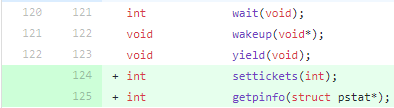 120 121 int wait(void);
121 122 void wakeup(void*);
122 123 void yield(void);
124 + int settickets(int);
125 + int getpinfo(struct pstat*);